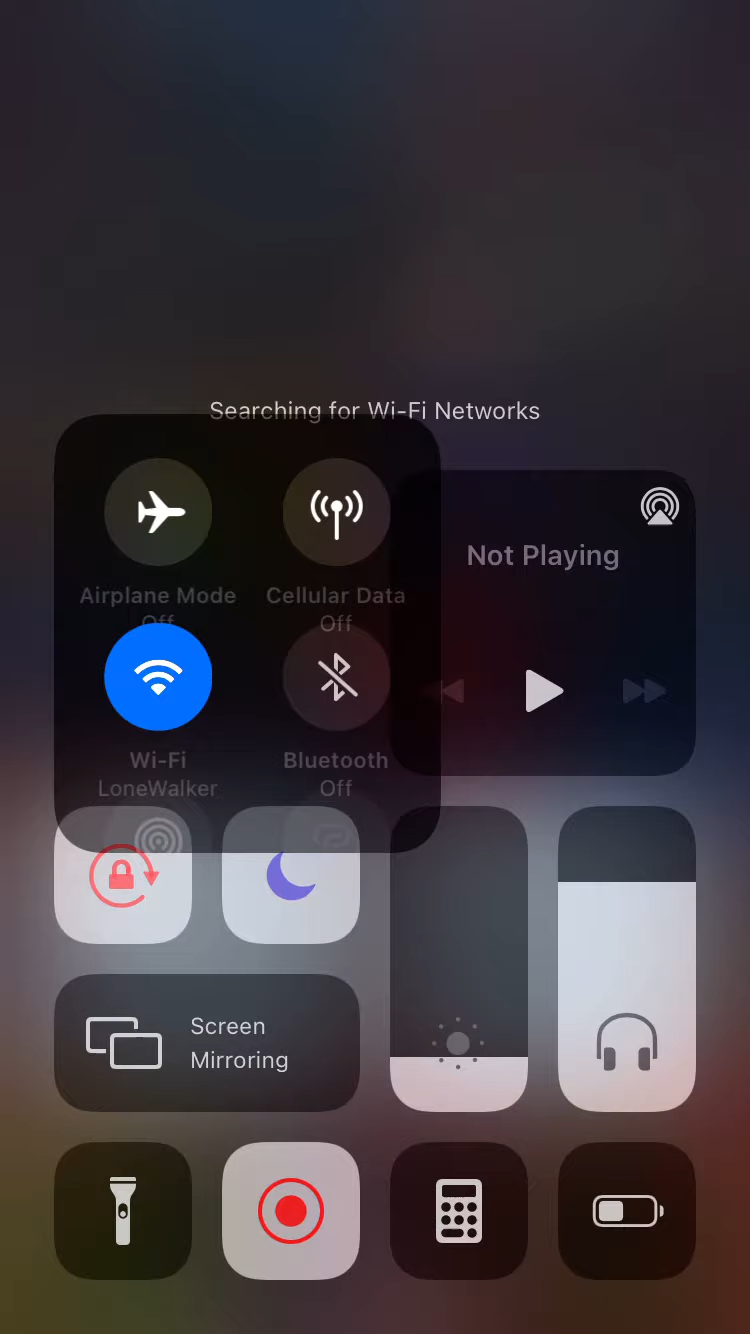 Searching for Wi-Fi Networks
Airplane Mode
Off
Cellular Data
Off
Not Playing
Wi-Fi
LoneWalker
Bluetooth
Off
Screen
Mirroring